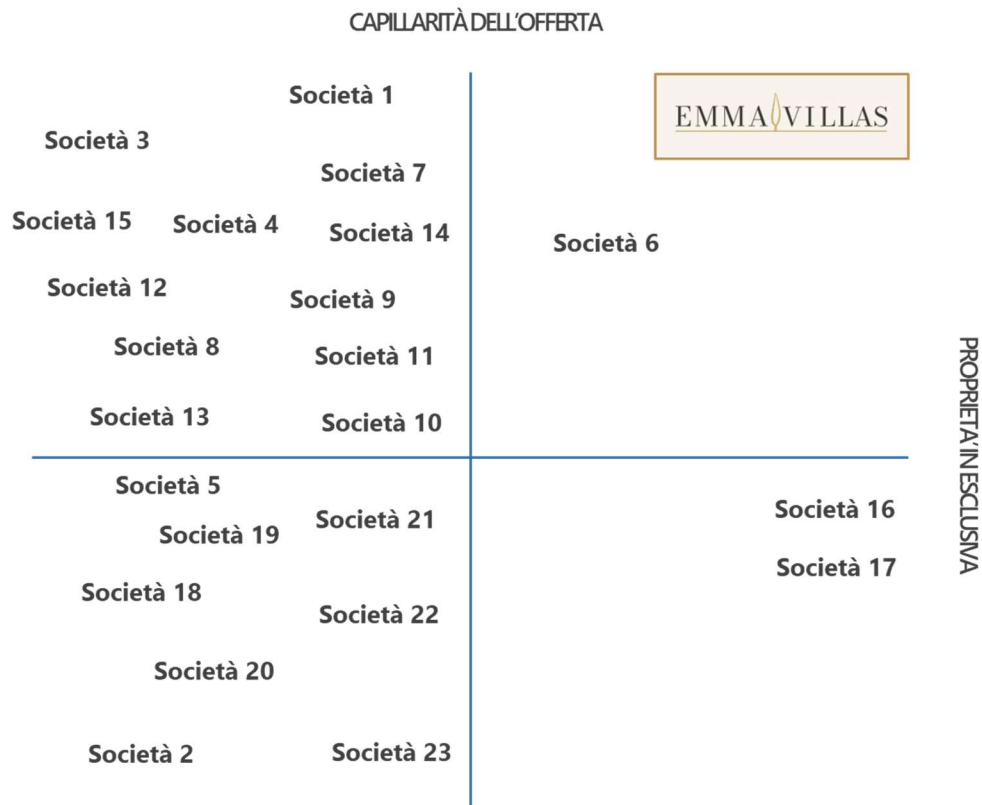 CAPILLARITÀ DELL'OFFERTA
Società 1
EMMA VILLAS
Società 3
Società 7
Società 15
Società 4
Società 14
Società 6
Società 12
Società 9
Società 8
Società 11
Società 13
Società 10
PROPRIETA' IN ESCLUSIVA
Società 5
Società 16
Società 21
Società 19
Società 17
Società 18
Società 22
Società 20
Società 2
Società 23